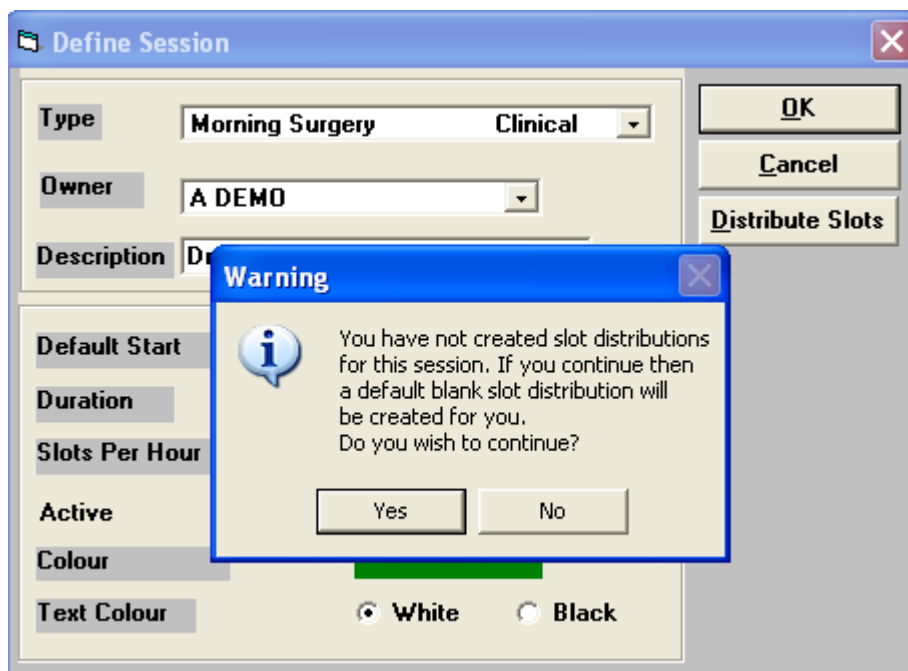 Define Session
Type
Morning Surgery Clinical
OK
Owner
A DEMO
Cancel
Distribute Slots
Description
Warning
You have not created slot distributions
for this session. If you continue then
a default blank slot distribution will
be created for you.
Do you wish to continue?
Yes No
Default Start
Duration
Slots Per Hour
Active
Colour
Text Colour White Black